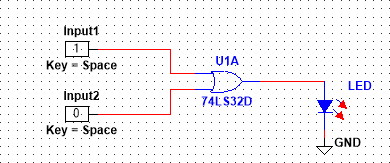 Input1
1
Key = Space
U1A
74LS32D
LED
Input2
0
Key = Space
GND